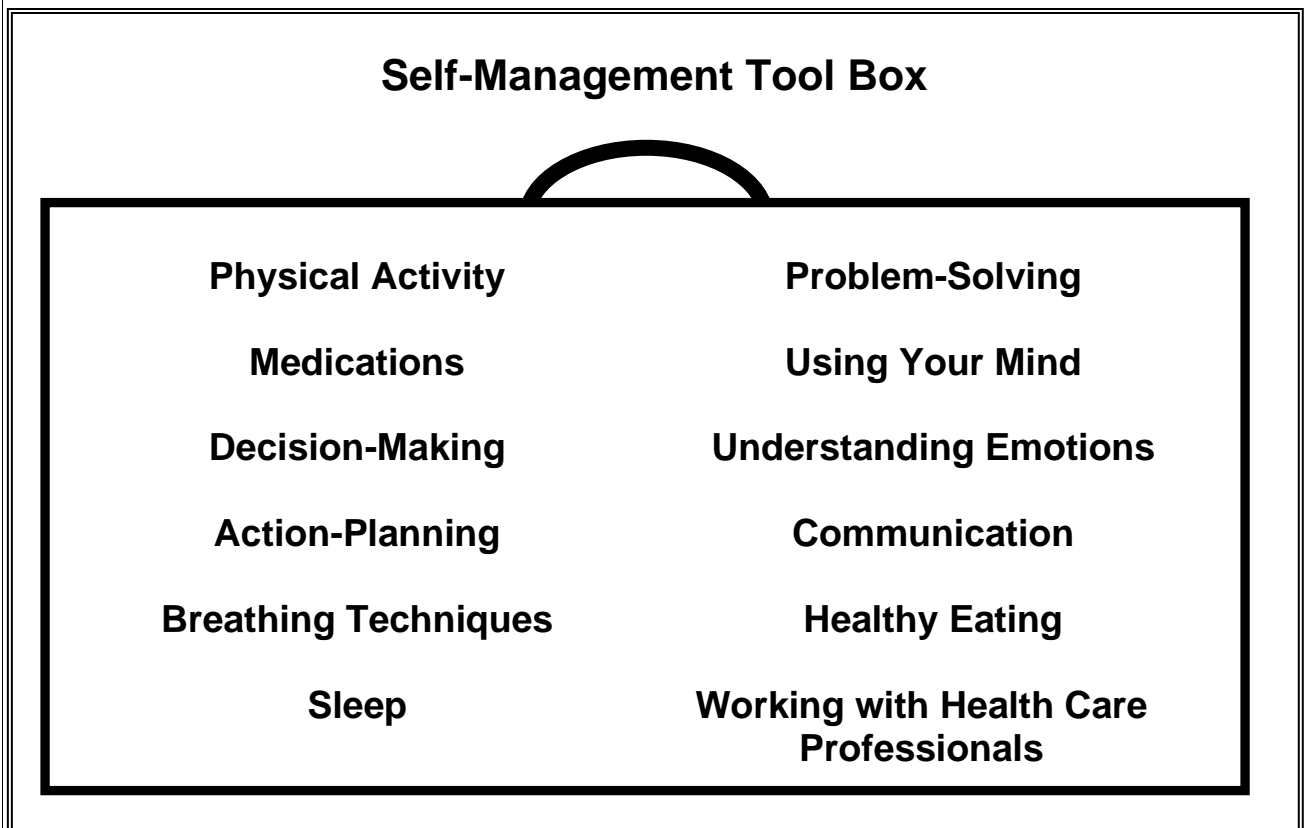 Self-Management Tool Box
Physical Activity
Problem-Solving
Medications
Using Your Mind
Decision-Making
Understanding Emotions
Action-Planning
Communication
Breathing Techniques
Healthy Eating
Sleep
Working with Health Care
Professionals